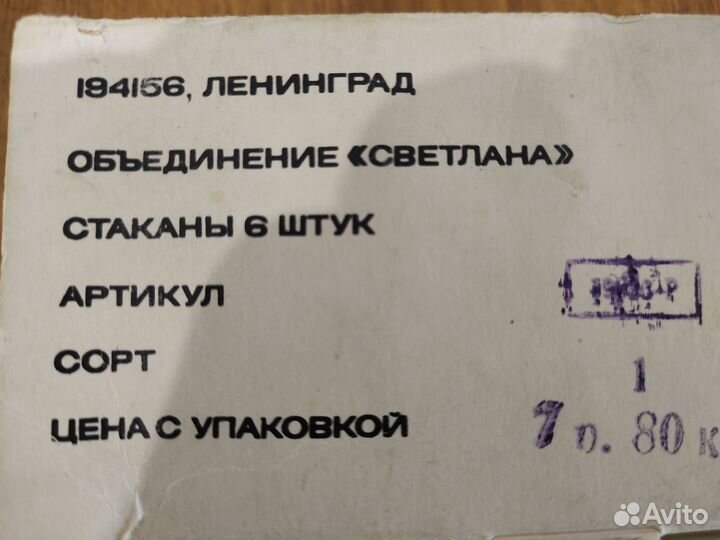 194156, ЛЕНИНГРАД
ОБЪЕДИНЕНИЕ «СВЕТЛАНА»
СТАКАНЫ 6 ШТУК
АРТИКУЛ
СОРТ 1
ЦЕНА С УПАКОВКОЙ 7 р. 80 к
Avito